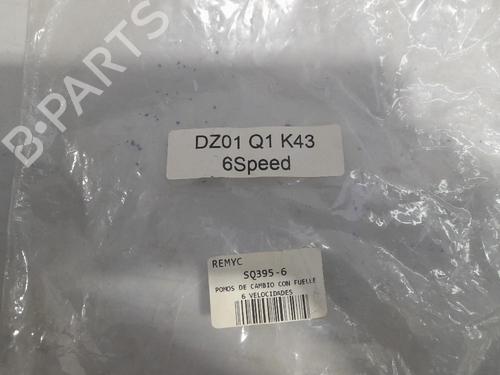 B-PARTS
DZ01 Q1 K43
6Speed
REMYC
SQ395-6
POMOS DE CAMBIO CON FUELLE
6 VELOCIDADES